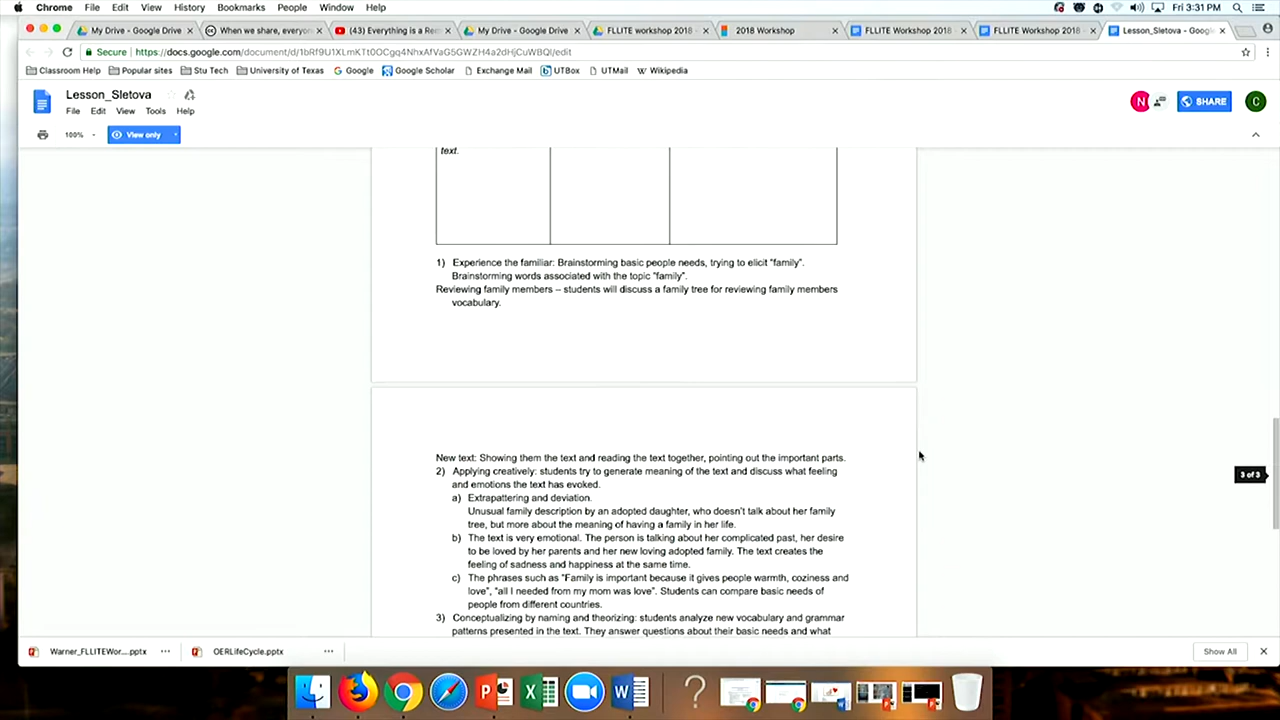 Chrome File Edit View History Bookmarks People Window Help Fri 3:31 PM
My Drive - Google Drive When we share, everyon (43) Everything is a Rem My Drive - Google Drive FLLITE workshop 2018 - 2018 Workshop FLLITE Workshop 2018 FLLITE Workshop 2018 Lesson_Sletova - Google
Secure https://docs.google.com/document/d/1bRf9U1XLmKTt0OCgq4NhxAfVaG5GWZH4a2dHjCuWBQI/edit
Classroom Help Popular sites Stu Tech University of Texas Google Google Scholar Exchange Mail UTBox UTMail Wikipedia
Lesson_Sletova
File Edit View Tools Help
N SHARE C
100% View only
text.
1) Experience the familiar: Brainstorming basic people needs, trying to elicit "family".
Brainstorming words associated with the topic "family".
Reviewing family members – students will discuss a family tree for reviewing family members
vocabulary.
New text: Showing them the text and reading the text together, pointing out the important parts.
2) Applying creatively: students try to generate meaning of the text and discuss what feeling
and emotions the text has evoked.
a) Extrapattering and deviation.
Unusual family description by an adopted daughter, who doesn't talk about her family
tree, but more about the meaning of having a family in her life.
b) The text is very emotional. The person is talking about her complicated past, her desire
to be loved by her parents and her new loving adopted family. The text creates the
feeling of sadness and happiness at the same time.
c) The phrases such as "Family is important because it gives people warmth, coziness and
love", "all I needed from my mom was love". Students can compare basic needs of
people from different countries.
3) Conceptualizing by naming and theorizing: students analyze new vocabulary and grammar
patterns presented in the text. They answer questions about their basic needs and what
3 of 3
Warner_FLLITEWor....pptx OERLifeCycle.pptx Show All